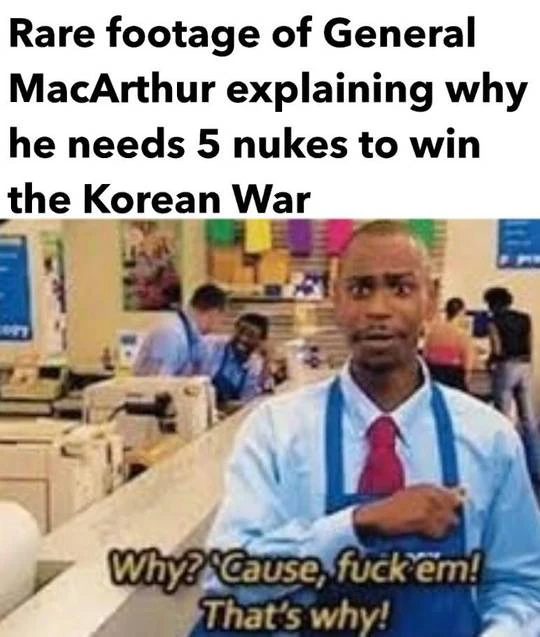 Rare footage of General
MacArthur explaining why
he needs 5 nukes to win
the Korean War
Why? 'Cause, fuck 'em!
That's why!